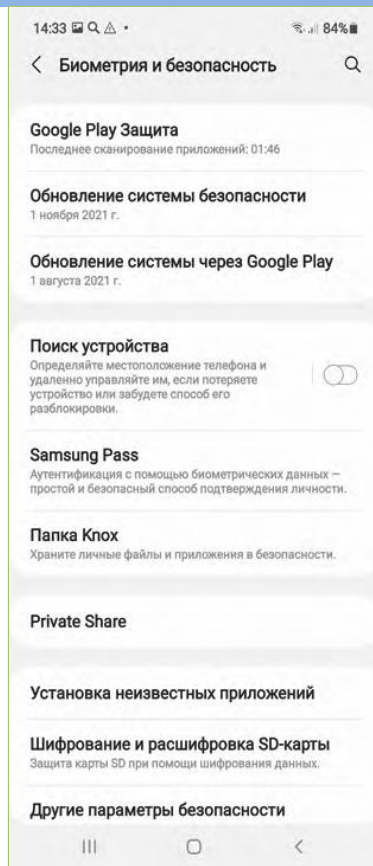 14:33
84%
Биометрия и безопасность
Google Play Защита
Последнее сканирование приложений: 01:46
Обновление системы безопасности
1 ноября 2021 г.
Обновление системы через Google Play
1 августа 2021 г.
Поиск устройства
Определяйте местоположение телефона и
удаленно управляйте им, если потеряете
устройство или забудете способ его
разблокировки.
Samsung Pass
Аутентификация с помощью биометрических данных —
простой и безопасный способ подтверждения личности.
Папка Knox
Храните личные файлы и приложения в безопасности.
Private Share
Установка неизвестных приложений
Шифрование и расшифровка SD-карты
Защита карты SD при помощи шифрования данных.
Другие параметры безопасности